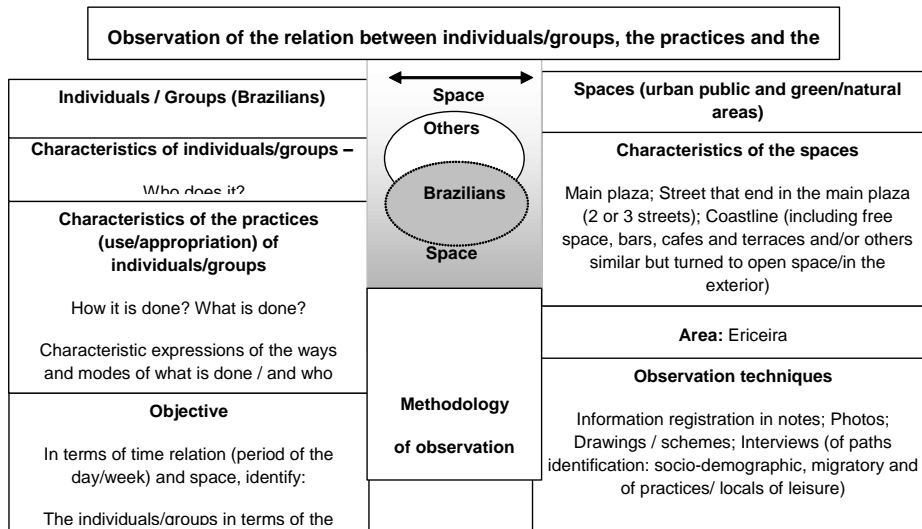 Observation of the relation between individuals/groups, the practices and the
Individuals / Groups (Brazilians)
Characteristics of individuals/groups –
Who does it?
Characteristics of the practices
(use/appropriation) of
individuals/groups
How it is done? What is done?
Characteristic expressions of the ways
and modes of what is done / and who
Objective
In terms of time relation (period of the
day/week) and space, identify:
The individuals/groups in terms of the
Space
Others
Brazilians
Space
Methodology
of observation
Spaces (urban public and green/natural
areas)
Characteristics of the spaces
Main plaza; Street that end in the main plaza
(2 or 3 streets); Coastline (including free
space, bars, cafes and terraces and/or others
similar but turned to open space/in the
exterior)
Area: Ericeira
Observation techniques
Information registration in notes; Photos;
Drawings / schemes; Interviews (of paths
identification: socio-demographic, migratory and
of practices/ locals of leisure)